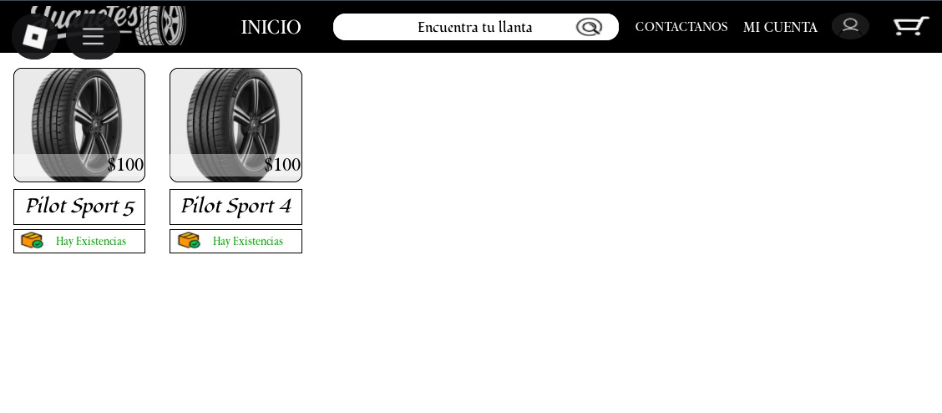 Juanete's
INICIO
Encuentra tu llanta
CONTACTANOS
MI CUENTA
$100
$100
Pilot Sport 5
Pilot Sport 4
Hay Existencias
Hay Existencias